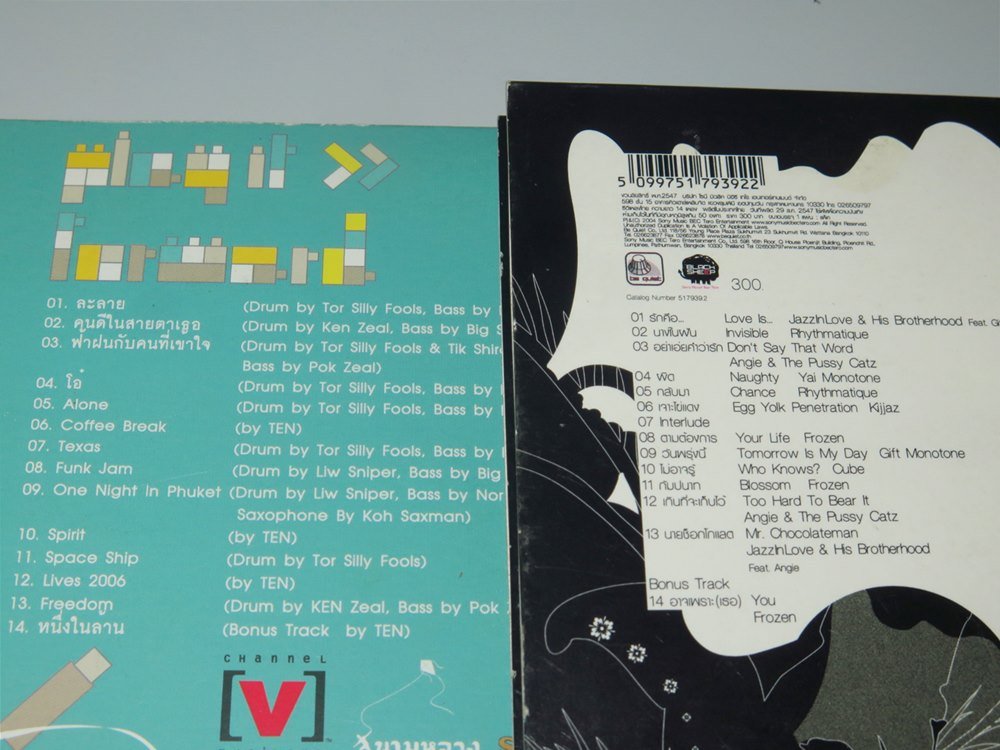 plug it >>
forward.
01. ละลาย (Drum by Tor Silly Fools, Bass by
02. คนดีในสายตาเธอ (Drum by Ken Zeal, Bass by Big S
03. ฟ้าฝนกับคนที่เข้าใจ (Drum by Tor Silly Fools & Tik Shir
Bass by Pok Zeal)
04. โอ๋ (Drum by Tor Silly Fools, Bass by
05. Alone (Drum by Tor Silly Fools, Bass by
06. Coffee Break (by TEN)
07. Texas (Drum by Tor Silly Fools, Bass by
08. Funk Jam (Drum by Liw Sniper, Bass by Big
09. One Night in Phuket (Drum by Liw Sniper, Bass by Nor
Saxophone By Koh Saxman)
10. Spirit (by TEN)
11. Space Ship (Drum by Tor Silly Fools)
12. Lives 2006 (by TEN)
13. Freedom (Drum by KEN Zeal, Bass by Pok
14. หนึ่งในล้าน (Bonus Track by TEN)
CHANNEL
[V]
TM
5 099751 793922
be quiet
BLACK SHEEP
300.
Catalog Number 5179392
01 รักคือ... Love Is... JazzInLove & His Brotherhood Feat.
02 นางในฝัน Invisible Rhythmatique
03 อย่าเอ่ยคำว่ารัก Don't Say That Word
Angie & The Pussy Catz
04 ผิด Naughty Yai Monotone
05 กลับมา Chance Rhythmatique
06 เจาะไข่แดง Egg Yolk Penetration Kijjaz
07 Interlude
08 ตามต้องการ Your Life Frozen
09 วันพรุ่งนี้ Tomorrow Is My Day Gift Monotone
10 ไม่อาจรู้ Who Knows? Cube
11 กัปปนาท Blossom Frozen
12 เกินที่จะเก็บไว้ Too Hard To Bear It
Angie & The Pussy Catz
13 นายช็อกโกแลต Mr. Chocolateman
JazzInLove & His Brotherhood
Feat. Angie
Bonus Track
14 อาจเพราะ(เธอ) You
Frozen